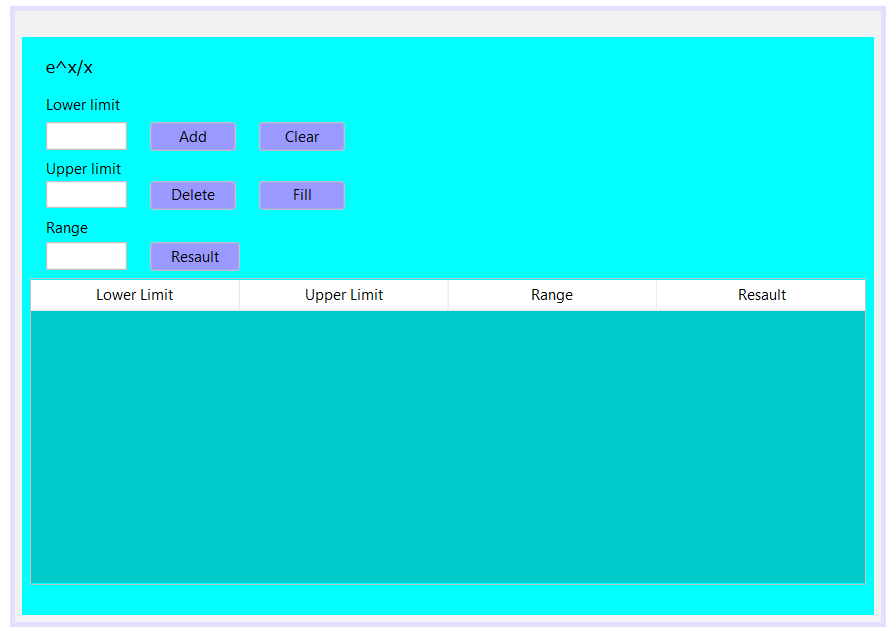 e^x/x
Lower limit
Add Clear
Upper limit
Delete Fill
Range
Resault
Lower Limit Upper Limit Range Resault